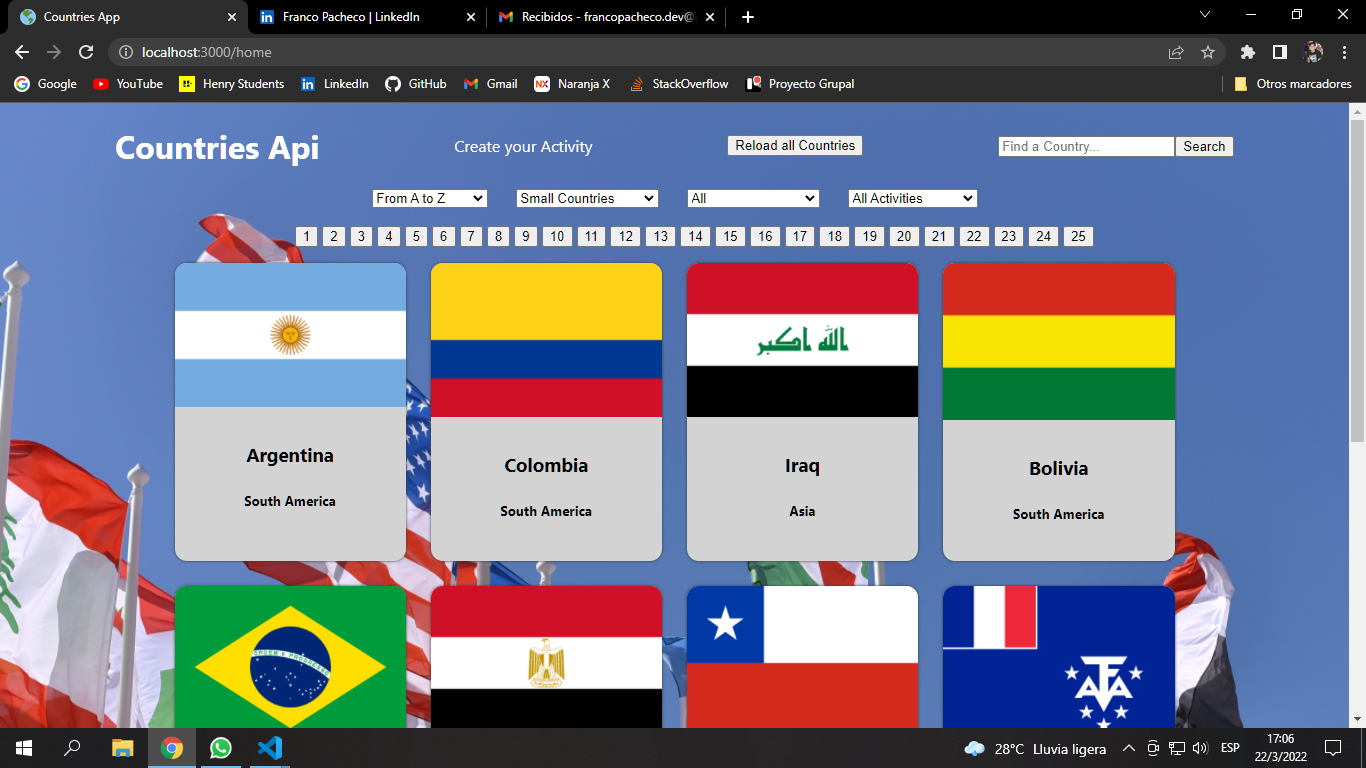 Countries App
Franco Pacheco | LinkedIn
Recibidos - francopacheco.dev@
localhost:3000/home
Google YouTube Henry Students LinkedIn GitHub Gmail Naranja X StackOverflow Proyecto Grupal Otros marcadores
Countries Api Create your Activity Reload all Countries Find a Country... Search
From A to Z Small Countries All All Activities
1 2 3 4 5 6 7 8 9 10 11 12 13 14 15 16 17 18 19 20 21 22 23 24 25
الله اكبر
Argentina
South America
Colombia
South America
Iraq
Asia
Bolivia
South America
ORDEM E PROGRESSO
28°C Lluvia ligera ESP 17:06
22/3/2022